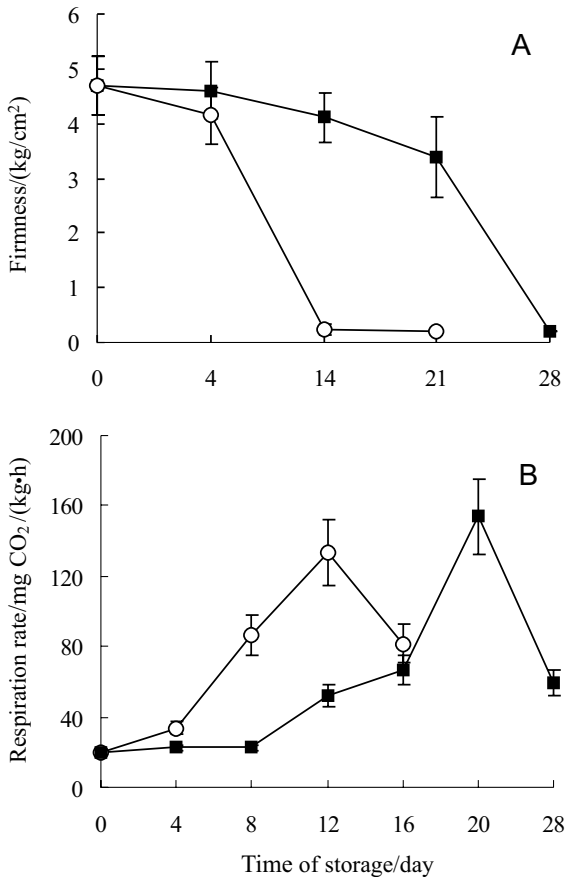 A
Firmness/(kg/cm²)
6
5
4
3
2
1
0
0 4 14 21 28
B
Respiration rate/mg CO₂/(kg•h)
200
160
120
80
40
0
0 4 8 12 16 20 28
Time of storage/day